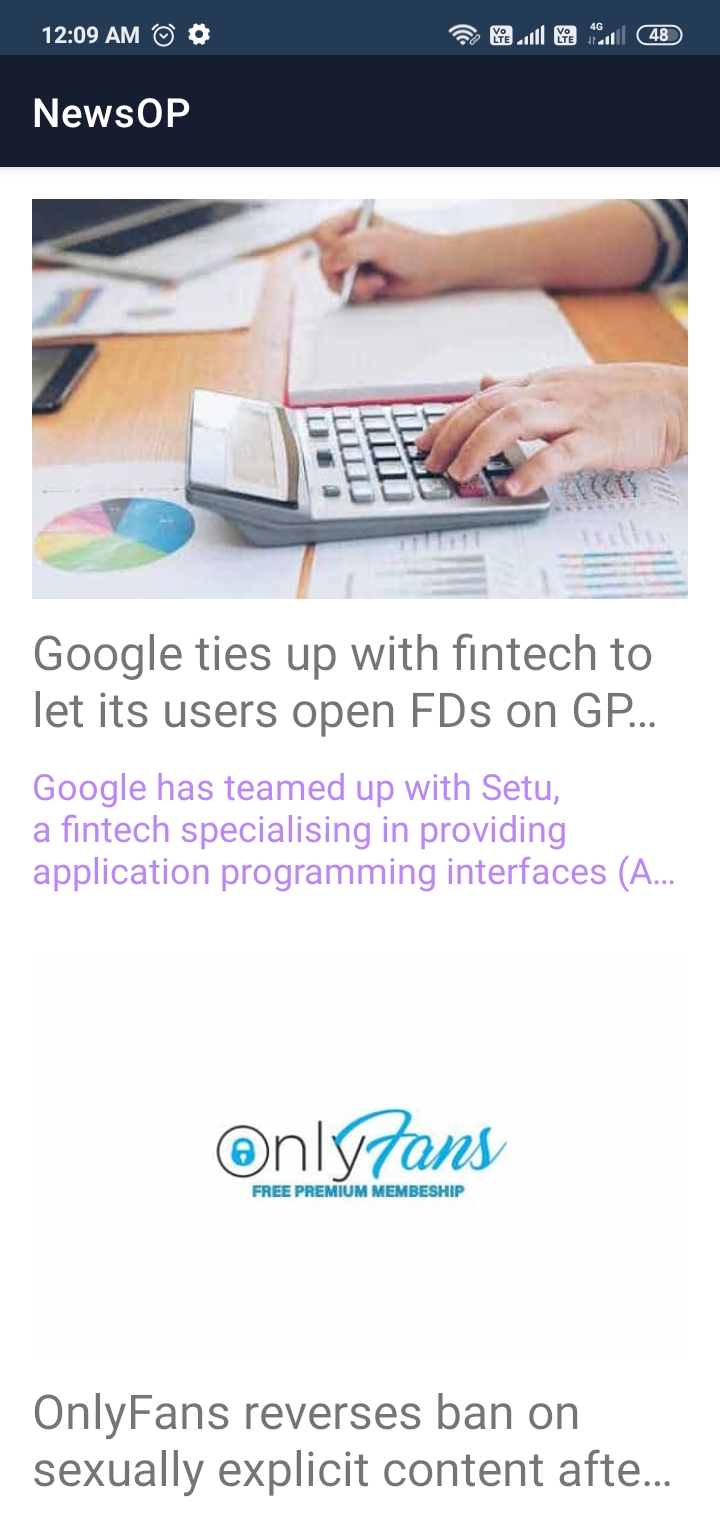 12:09 AM
Vo LTE
Vo LTE
4G
48
NewsOP
Google ties up with fintech to
let its users open FDs on GP...
Google has teamed up with Setu,
a fintech specialising in providing
application programming interfaces (A...
OnlyFans
FREE PREMIUM MEMBESHIP
OnlyFans reverses ban on
sexually explicit content afte...